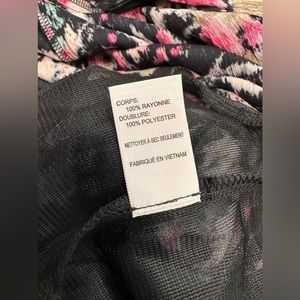 CORPS:
100% RAYONNE
DOUBLURE:
100% POLYESTER
NETTOYER À SEC SEULEMENT
FABRIQUÉ EN VIETNAM